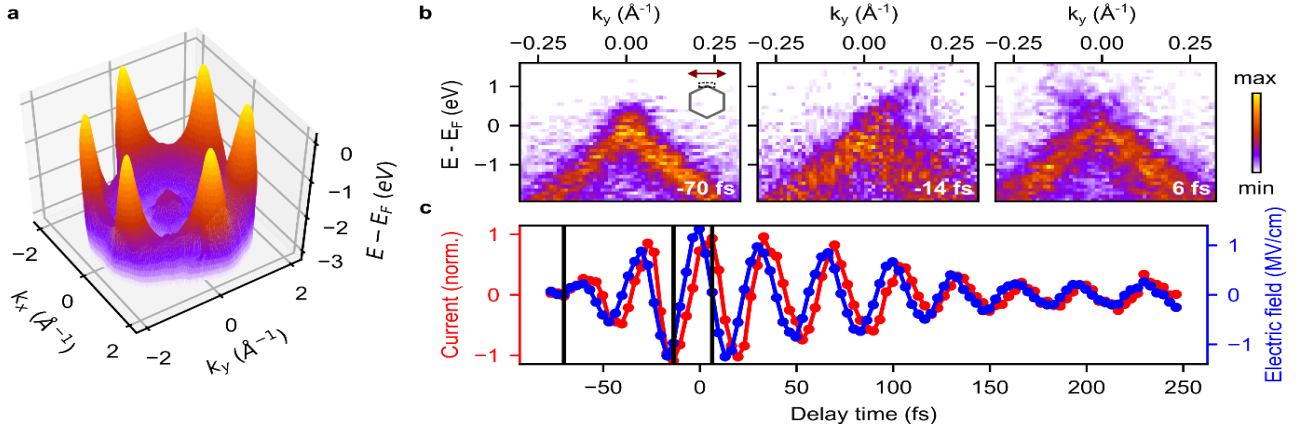 a
0
−1
−2
−3
E − E_F (eV)
−2
0
2
k_x (Å⁻¹)
−2
0
2
k_y (Å⁻¹)
b
k_y (Å⁻¹)
k_y (Å⁻¹)
k_y (Å⁻¹)
−0.25 0.00 0.25
−0.25 0.00 0.25
−0.25 0.00 0.25
E - E_F (eV)
1
0
−1
-70 fs
-14 fs
6 fs
max
min
c
Current (norm.)
1
0
−1
Electric field (MV/cm)
1
0
−1
−50 0 50 100 150 200 250
Delay time (fs)